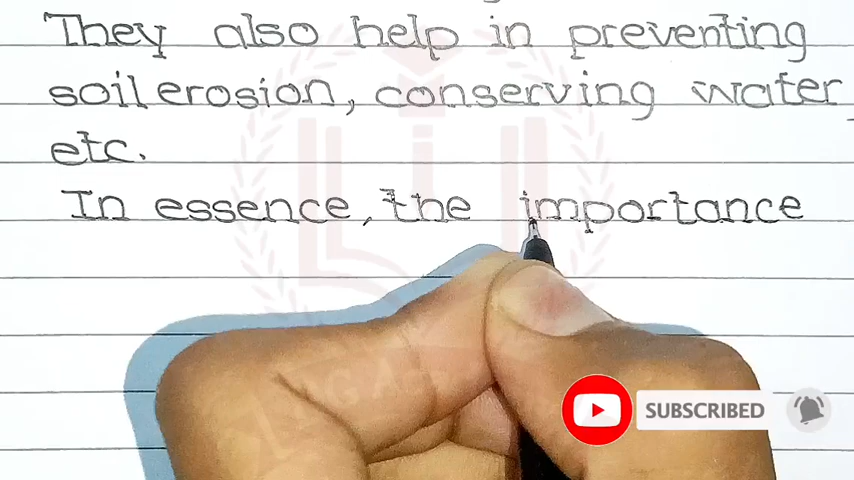 They also help in preventing
soil erosion, conserving water,
etc.
In essence, the importance
SUBSCRIBED